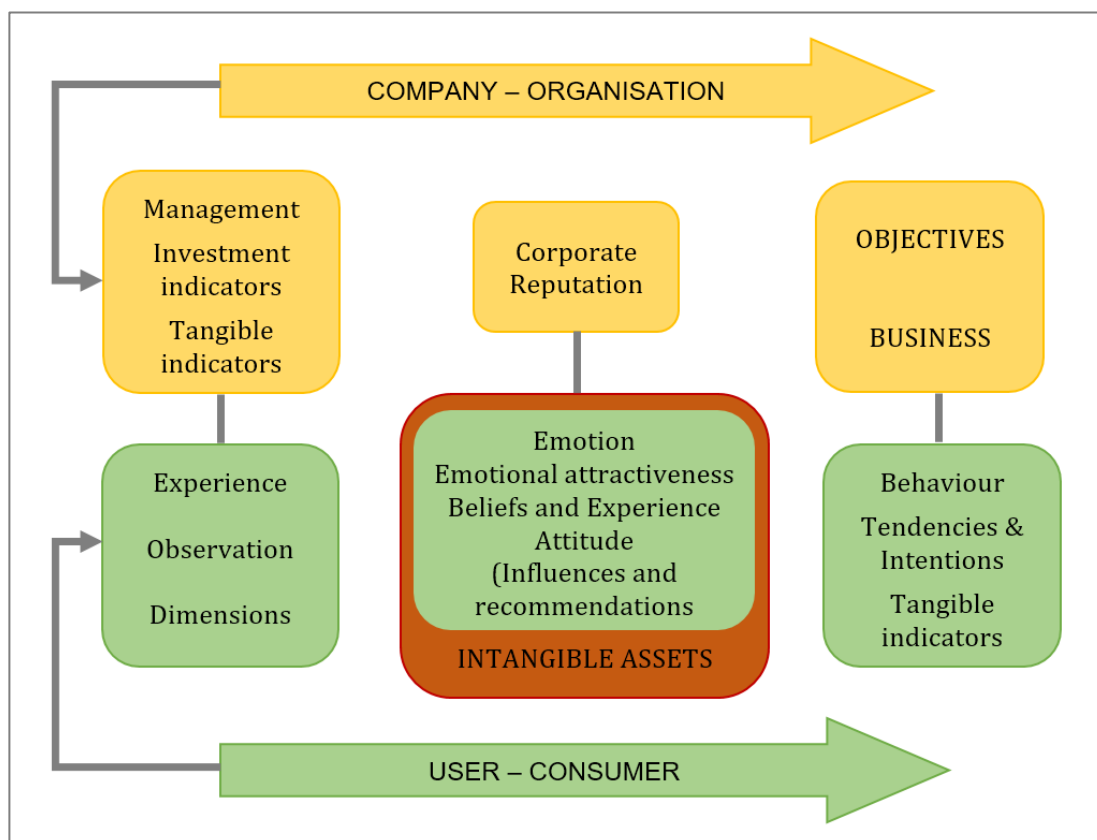 COMPANY – ORGANISATION
Management
Investment
indicators
Tangible
indicators
Corporate
Reputation
OBJECTIVES
BUSINESS
Experience
Observation
Dimensions
Emotion
Emotional attractiveness
Beliefs and Experience
Attitude
(Influences and
recommendations
INTANGIBLE ASSETS
Behaviour
Tendencies &
Intentions
Tangible
indicators
USER – CONSUMER